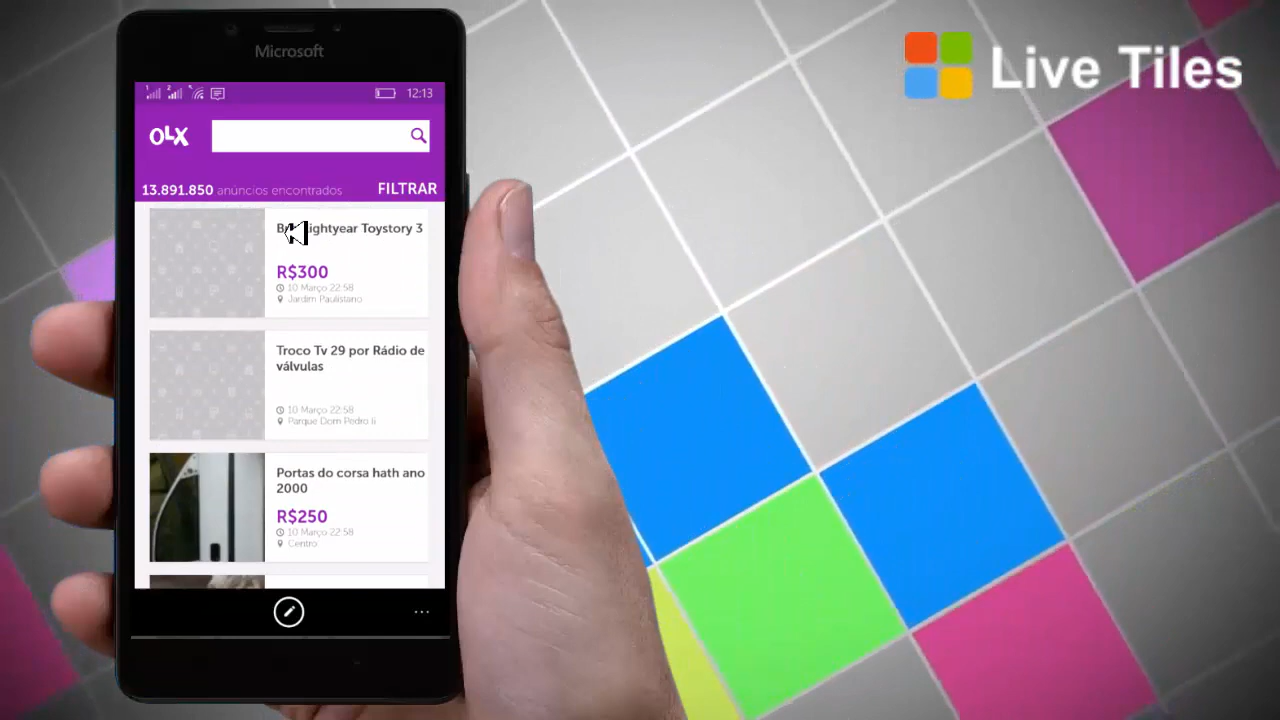 Microsoft
12:13
OLX
13.891.850 anúncios encontrados
FILTRAR
Lightyear Toystory 3
R$300
10 Março 22:58
Jardim Paulistano
Troco Tv 29 por Rádio de
válvulas
10 Março 22:58
Parque Dom Pedro Ii
Portas do corsa hath ano
2000
R$250
10 Março 22:58
Centro
Live Tiles